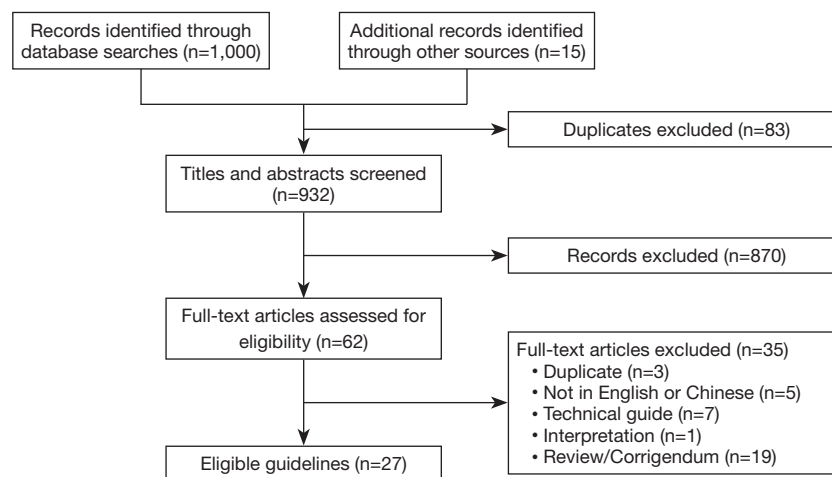 Records identified through
database searches (n=1,000)
Additional records identified
through other sources (n=15)
Duplicates excluded (n=83)
Titles and abstracts screened
(n=932)
Records excluded (n=870)
Full-text articles assessed for
eligibility (n=62)
Full-text articles excluded (n=35)
• Duplicate (n=3)
• Not in English or Chinese (n=5)
• Technical guide (n=7)
• Interpretation (n=1)
• Review/Corrigendum (n=19)
Eligible guidelines (n=27)